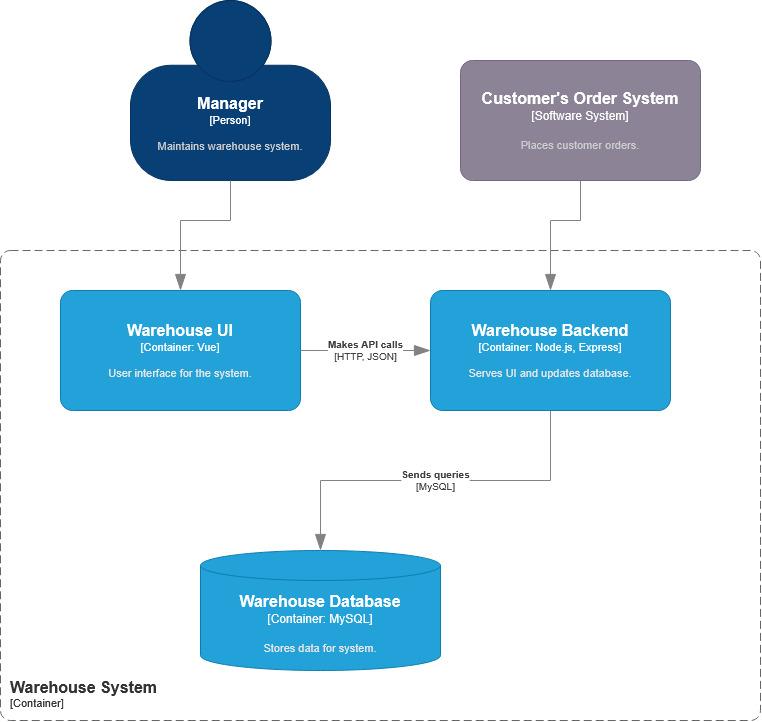 Manager
[Person]
Maintains warehouse system.
Customer's Order System
[Software System]
Places customer orders.
Warehouse UI
[Container: Vue]
User interface for the system.
Makes API calls
[HTTP, JSON]
Warehouse Backend
[Container: Node.js, Express]
Serves UI and updates database.
Sends queries
[MySQL]
Warehouse Database
[Container: MySQL]
Stores data for system.
Warehouse System
[Container]